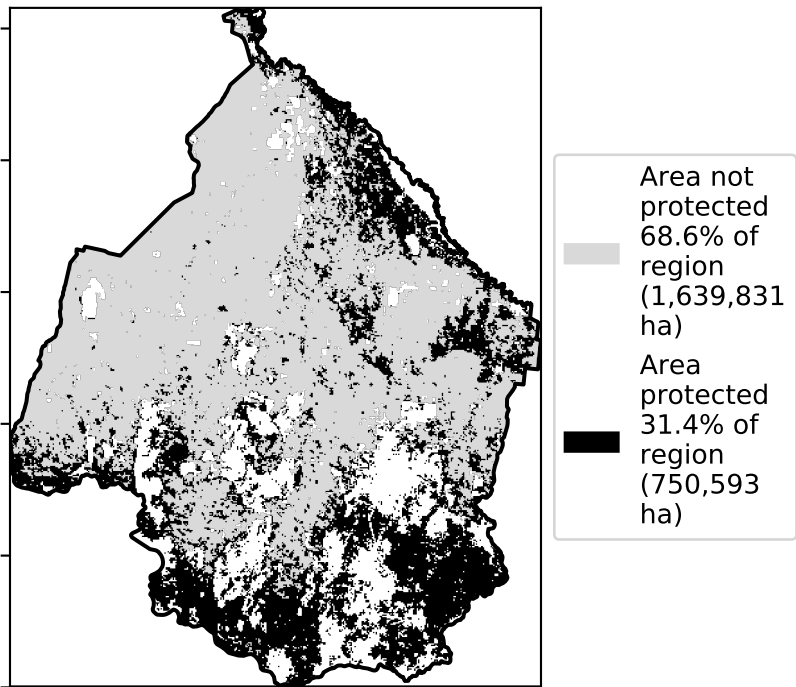 Area not
protected
68.6% of
region
(1,639,831
ha)
Area
protected
31.4% of
region
(750,593
ha)